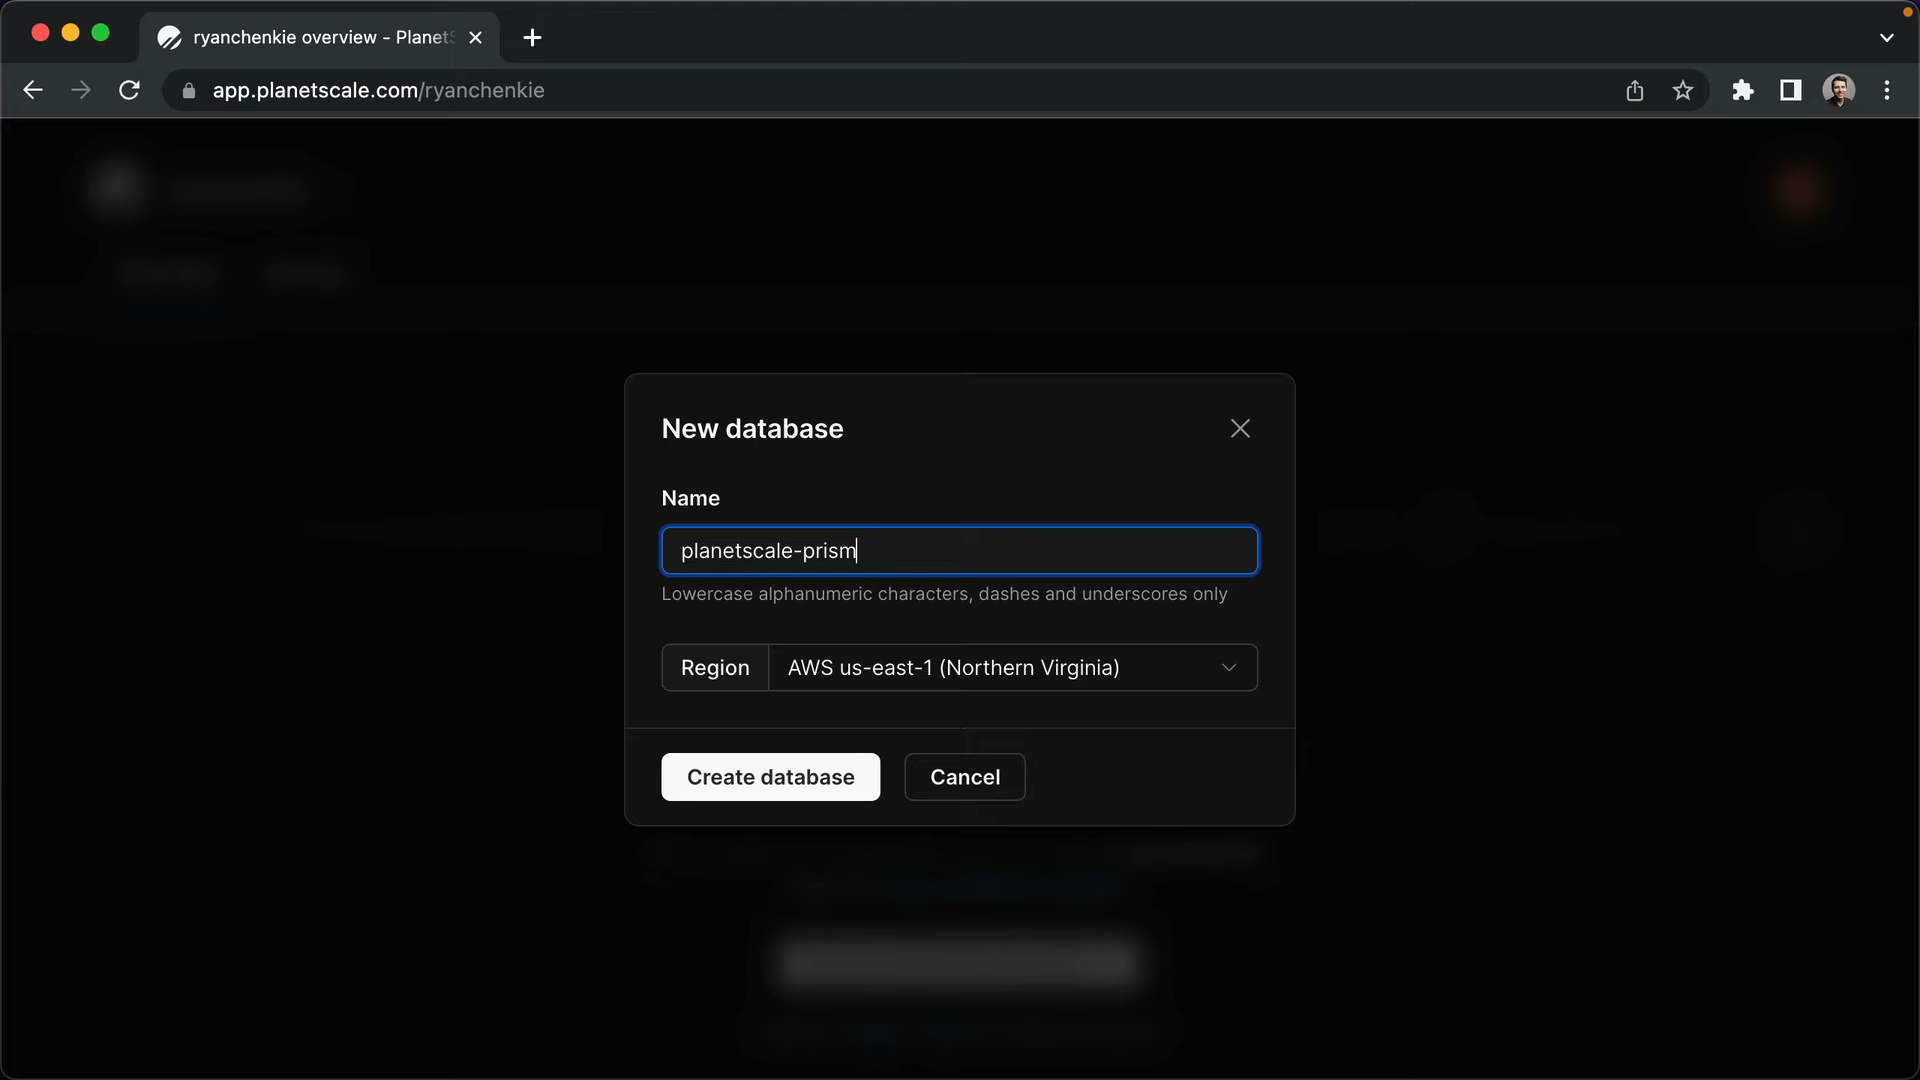 ryanchenkie overview - Planet
app.planetscale.com/ryanchenkie
New database
Name
planetscale-prism
Lowercase alphanumeric characters, dashes and underscores only
Region AWS us-east-1 (Northern Virginia)
Create database Cancel